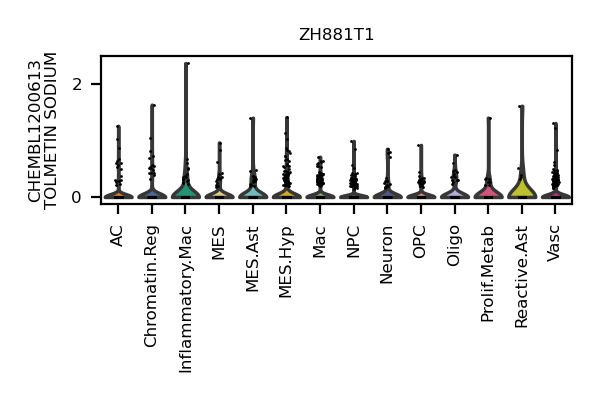 ZH881T1
CHEMBL1200613
TOLMETIN SODIUM
2
0
AC
Chromatin.Reg
Inflammatory.Mac
MES
MES.Ast
MES.Hyp
Mac
NPC
Neuron
OPC
Oligo
Prolif.Metab
Reactive.Ast
Vasc